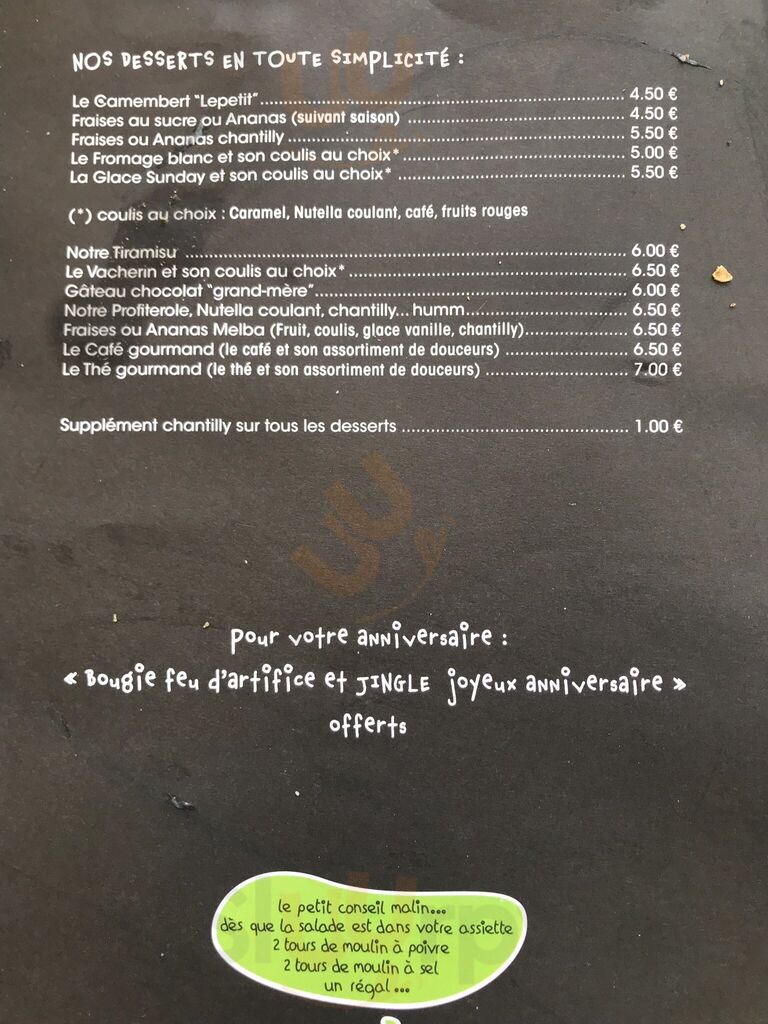 NOS DESSERTS EN TOUTE SIMPLICITÉ :
Le Camembert "Lepetit" 4.50 €
Fraises au sucre ou Ananas (suivant saison) 4.50 €
Fraises ou Ananas chantilly 5.50 €
Le Fromage blanc et son coulis au choix* 5.00 €
La Glace Sunday et son coulis au choix* 5.50 €
(*) coulis au choix : Caramel, Nutella coulant, café, fruits rouges
Notre Tiramisu 6.00 €
Le Vacherin et son coulis au choix* 6.50 €
Gâteau chocolat "grand-mère" 6.00 €
Notre Profiterole, Nutella coulant, chantilly... humm 6.50 €
Fraises ou Ananas Melba (Fruit, coulis, glace vanille, chantilly) 6.50 €
Le Café gourmand (le café et son assortiment de douceurs) 6.50 €
Le Thé gourmand (le thé et son assortiment de douceurs) 7.00 €
Supplément chantilly sur tous les desserts 1.00 €
pour votre anniversaire :
« Bougie feu d'artifice et JINGLE joyeux anniversaire »
offerts
le petit conseil malin...
dès que la salade est dans votre assiette
2 tours de moulin à poivre
2 tours de moulin à sel
un régal...